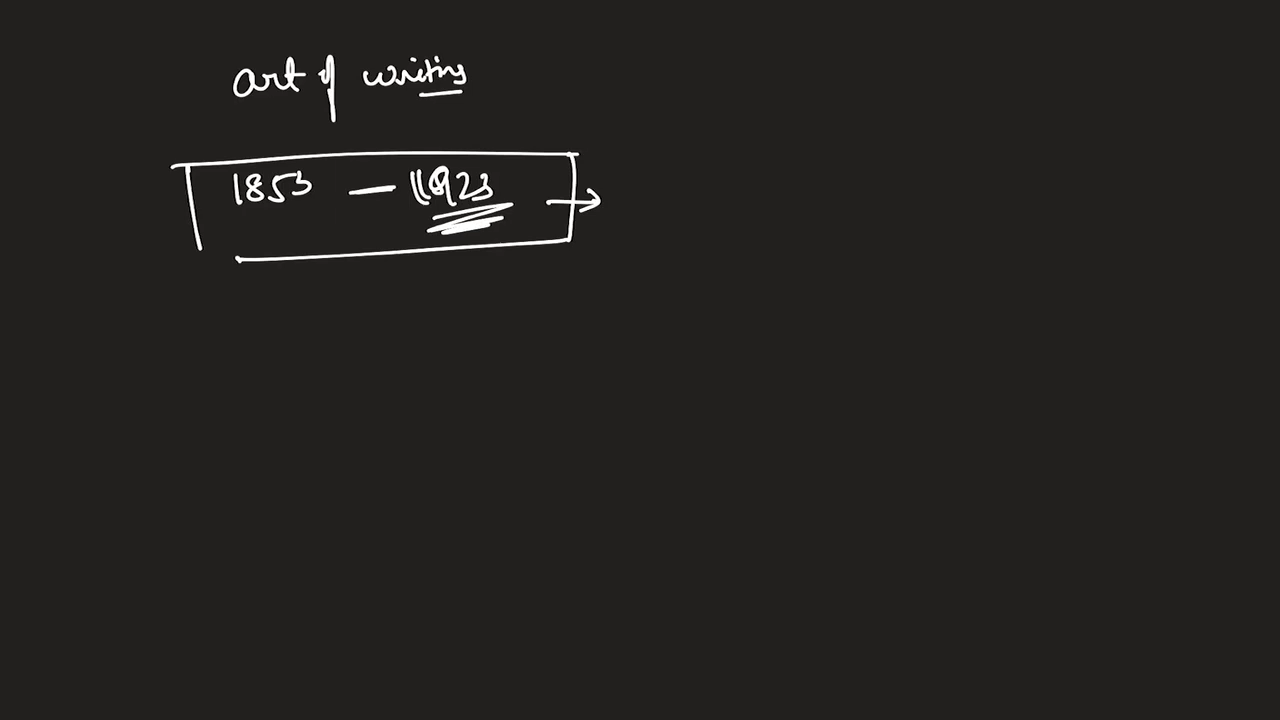 art of writing
1853 — 1923